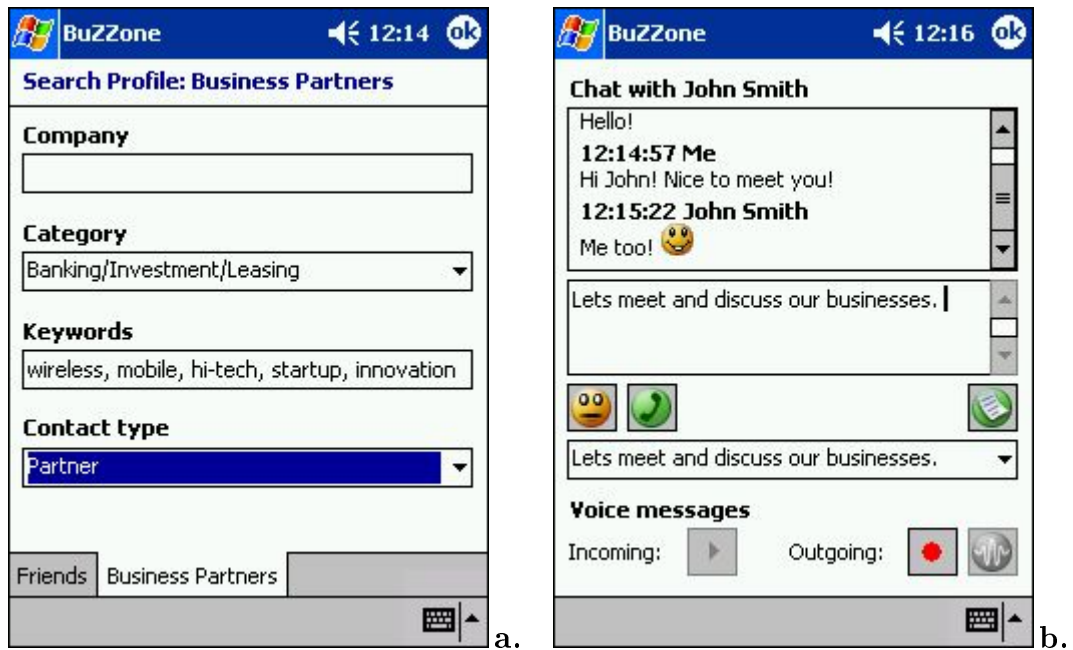 BuZZone 12:14 ok
Search Profile: Business Partners
Company
Category
Banking/Investment/Leasing
Keywords
wireless, mobile, hi-tech, startup, innovation
Contact type
Partner
Friends Business Partners
a.
BuZZone 12:16 ok
Chat with John Smith
Hello!
12:14:57 Me
Hi John! Nice to meet you!
12:15:22 John Smith
Me too!
Lets meet and discuss our businesses.
Lets meet and discuss our businesses.
Voice messages
Incoming: Outgoing:
b.